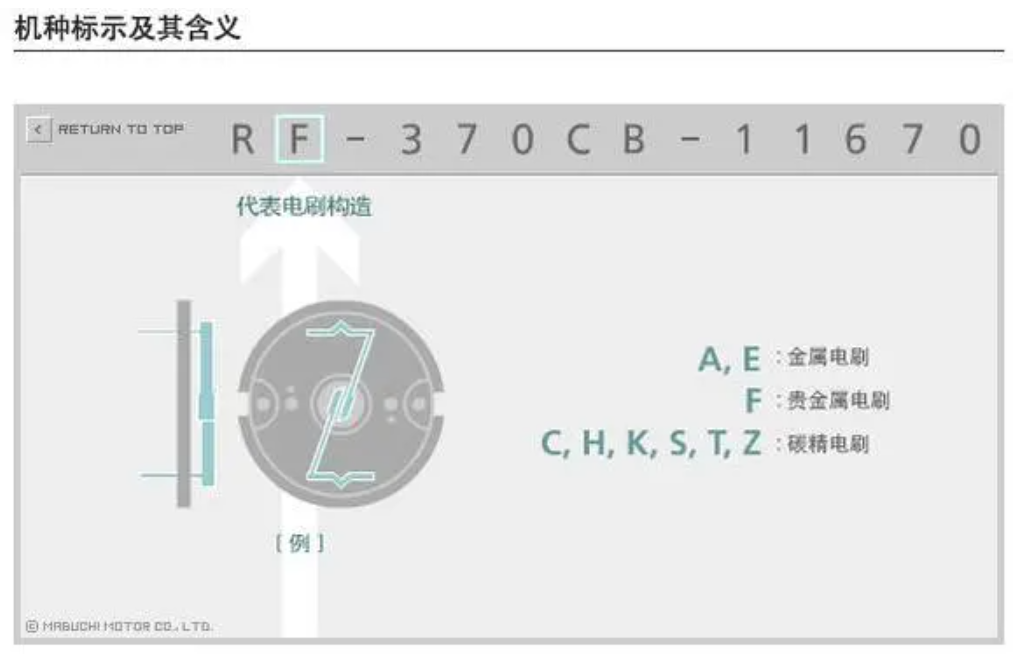 机种标示及其含义
< RETURN TO TOP
R F - 3 7 0 C B - 1 1 6 7 0
代表电刷构造
A, E : 金属电刷
F : 贵金属电刷
C, H, K, S, T, Z : 碳精电刷
[ 例 ]
© MABUCHI MOTOR CO., LTD.